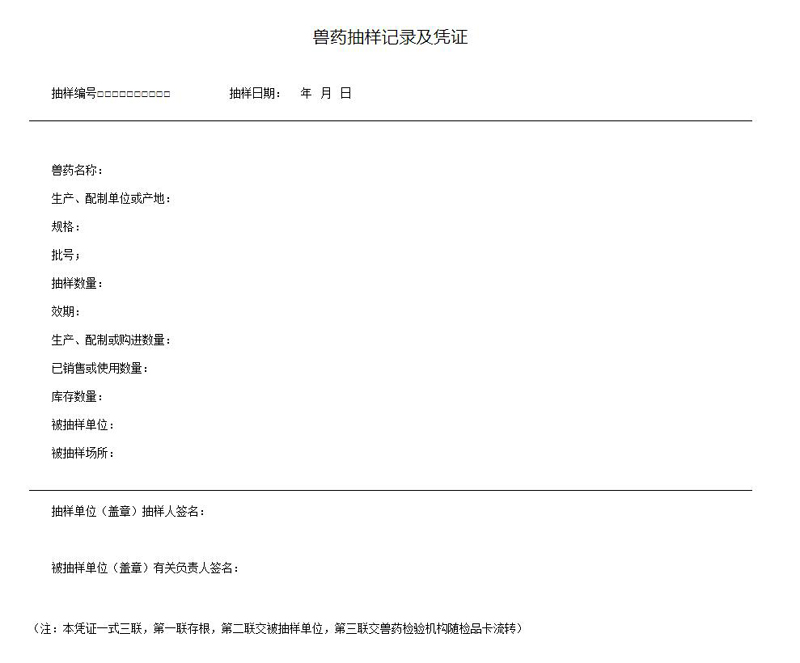 兽药抽样记录及凭证
抽样编号□□□□□□□□□□ 抽样日期： 年 月 日
兽药名称：
生产、配制单位或产地：
规格：
批号；
抽样数量：
效期：
生产、配制或购进数量：
已销售或使用数量：
库存数量：
被抽样单位：
被抽样场所：
抽样单位（盖章）抽样人签名：
被抽样单位（盖章）有关负责人签名：
（注：本凭证一式三联，第一联存根，第二联交被抽样单位，第三联交兽药检验机构随检品卡流转）